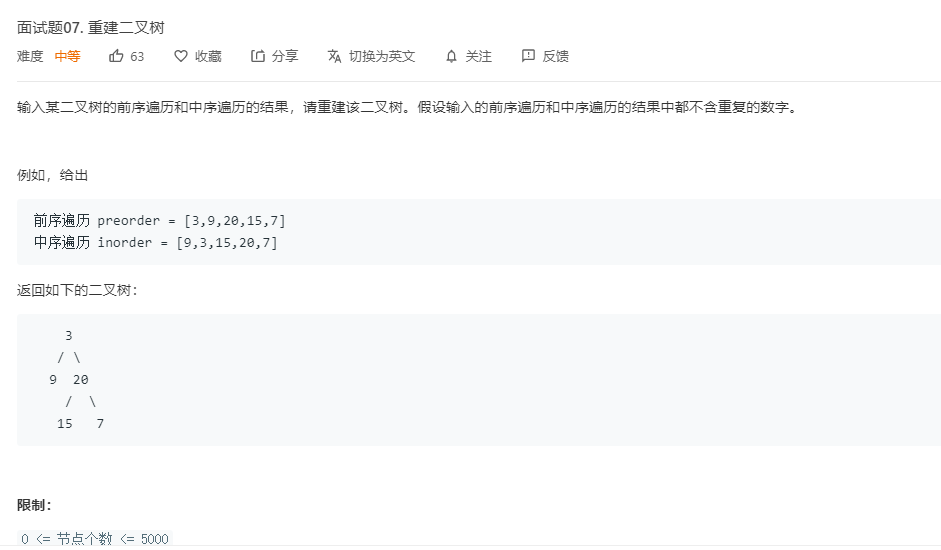 面试题07. 重建二叉树
难度 中等 63 收藏 分享 切换为英文 关注 反馈
输入某二叉树的前序遍历和中序遍历的结果，请重建该二叉树。假设输入的前序遍历和中序遍历的结果中都不含重复的数字。
例如，给出
前序遍历 preorder = [3,9,20,15,7]
中序遍历 inorder = [9,3,15,20,7]
返回如下的二叉树：
3
/ \
9 20
/ \
15 7
限制：
0 <= 节点个数 <= 5000